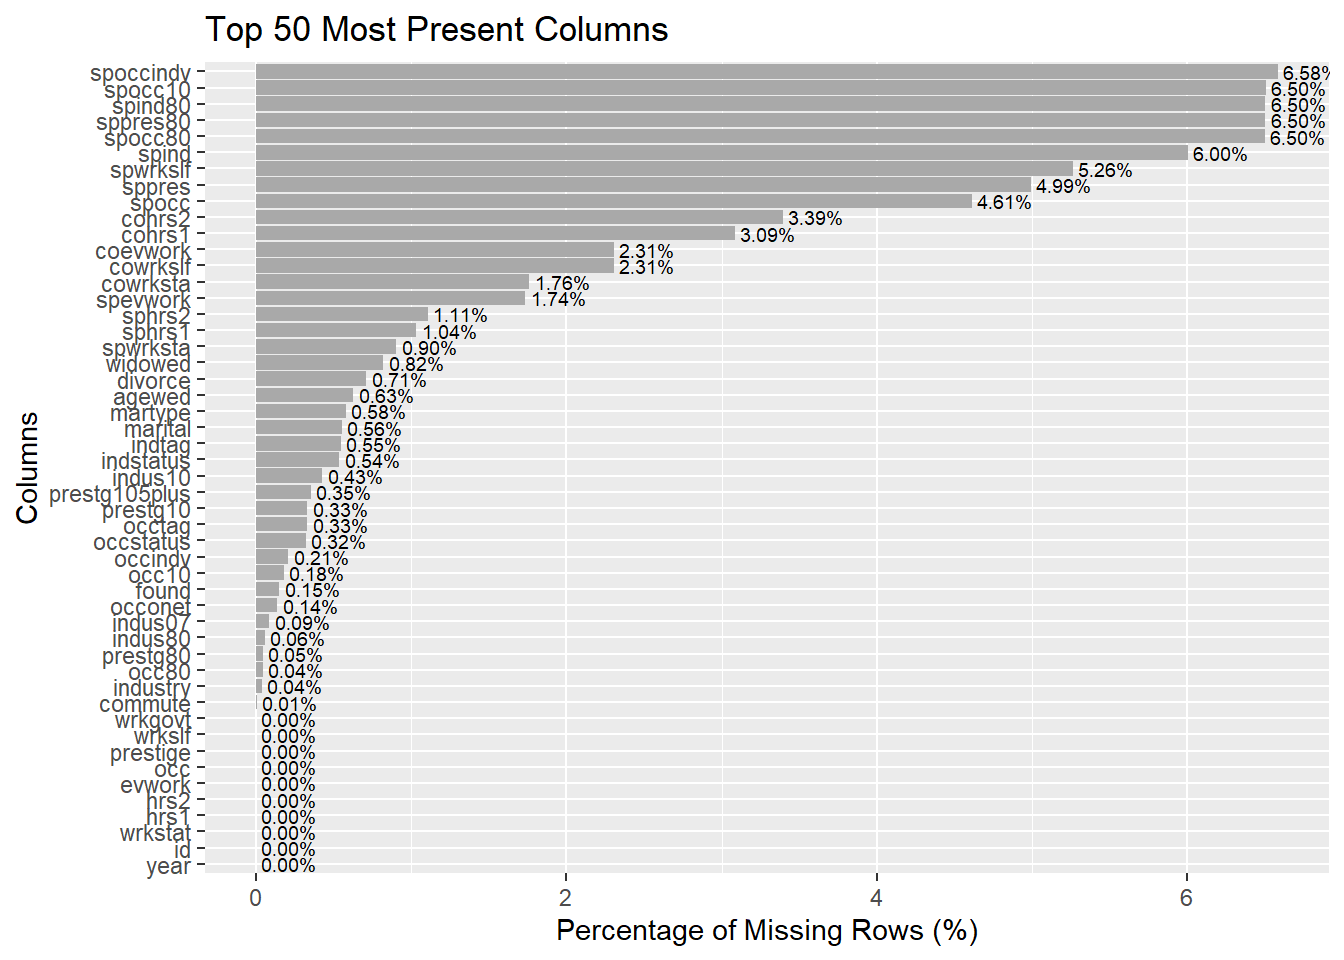 Top 50 Most Present Columns
spoccindv 6.58%
spocc10 6.50%
spind80 6.50%
sppres80 6.50%
spocc80 6.50%
spind 6.00%
spwrkslf 5.26%
sppres 4.99%
spocc 4.61%
cohrs2 3.39%
cohrs1 3.09%
coevwork 2.31%
cowrkslf 2.31%
cowrksta 1.76%
spevwork 1.74%
sphrs2 1.11%
sphrs1 1.04%
spwrksta 0.90%
widowed 0.82%
divorce 0.71%
agewed 0.63%
martype 0.58%
marital 0.56%
indtag 0.55%
indstatus 0.54%
indus10 0.43%
prestg105plus 0.35%
prestg10 0.33%
occtag 0.33%
occstatus 0.32%
occindv 0.21%
occ10 0.18%
found 0.15%
occonet 0.14%
indus07 0.09%
indus80 0.06%
prestg80 0.05%
occ80 0.04%
industry 0.04%
commute 0.01%
wrkgovt 0.00%
wrkslf 0.00%
prestige 0.00%
occ 0.00%
evwork 0.00%
hrs2 0.00%
hrs1 0.00%
wrkstat 0.00%
id 0.00%
year 0.00%
Columns
0 2 4 6
Percentage of Missing Rows (%)